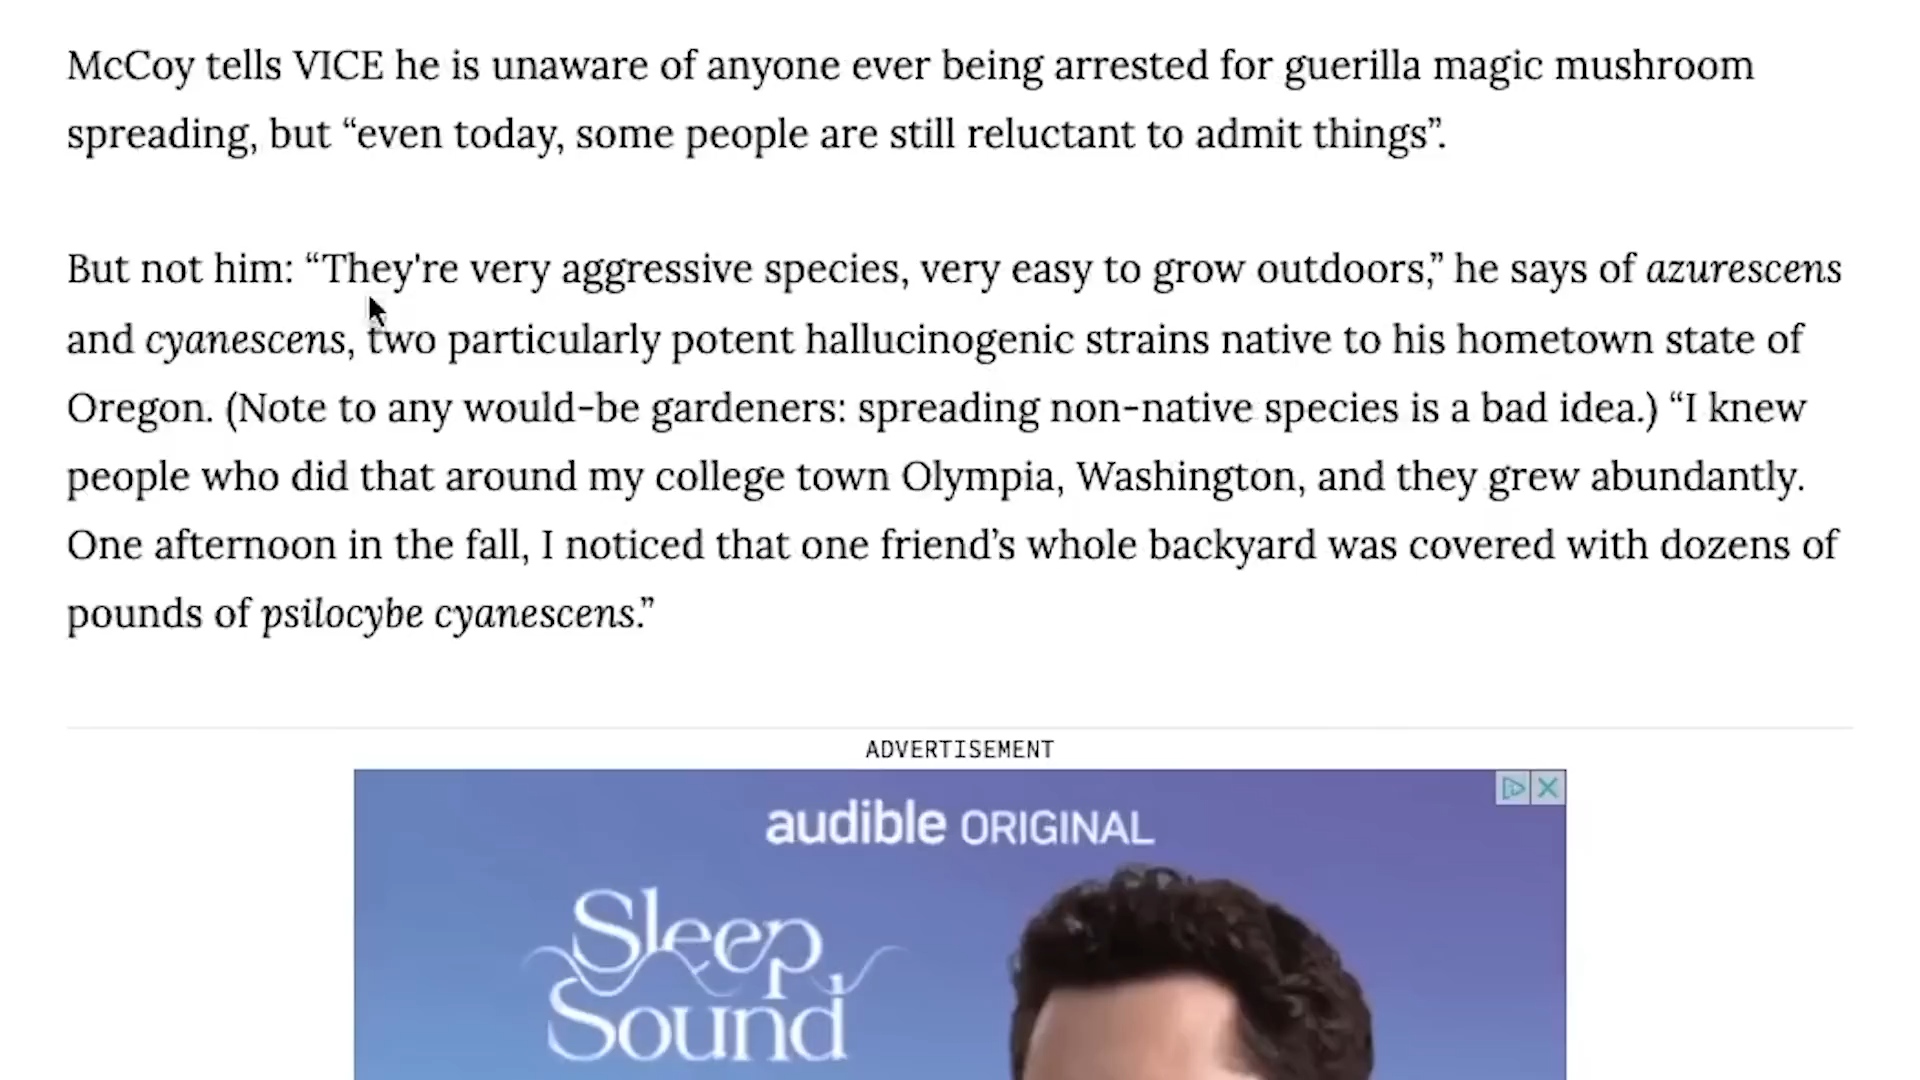 McCoy tells VICE he is unaware of anyone ever being arrested for guerilla magic mushroom
spreading, but “even today, some people are still reluctant to admit things”.
But not him: “They're very aggressive species, very easy to grow outdoors,” he says of azurescens
and cyanescens, two particularly potent hallucinogenic strains native to his hometown state of
Oregon. (Note to any would-be gardeners: spreading non-native species is a bad idea.) “I knew
people who did that around my college town Olympia, Washington, and they grew abundantly.
One afternoon in the fall, I noticed that one friend’s whole backyard was covered with dozens of
pounds of psilocybe cyanescens.”
ADVERTISEMENT
audible ORIGINAL
Sleep
Sound